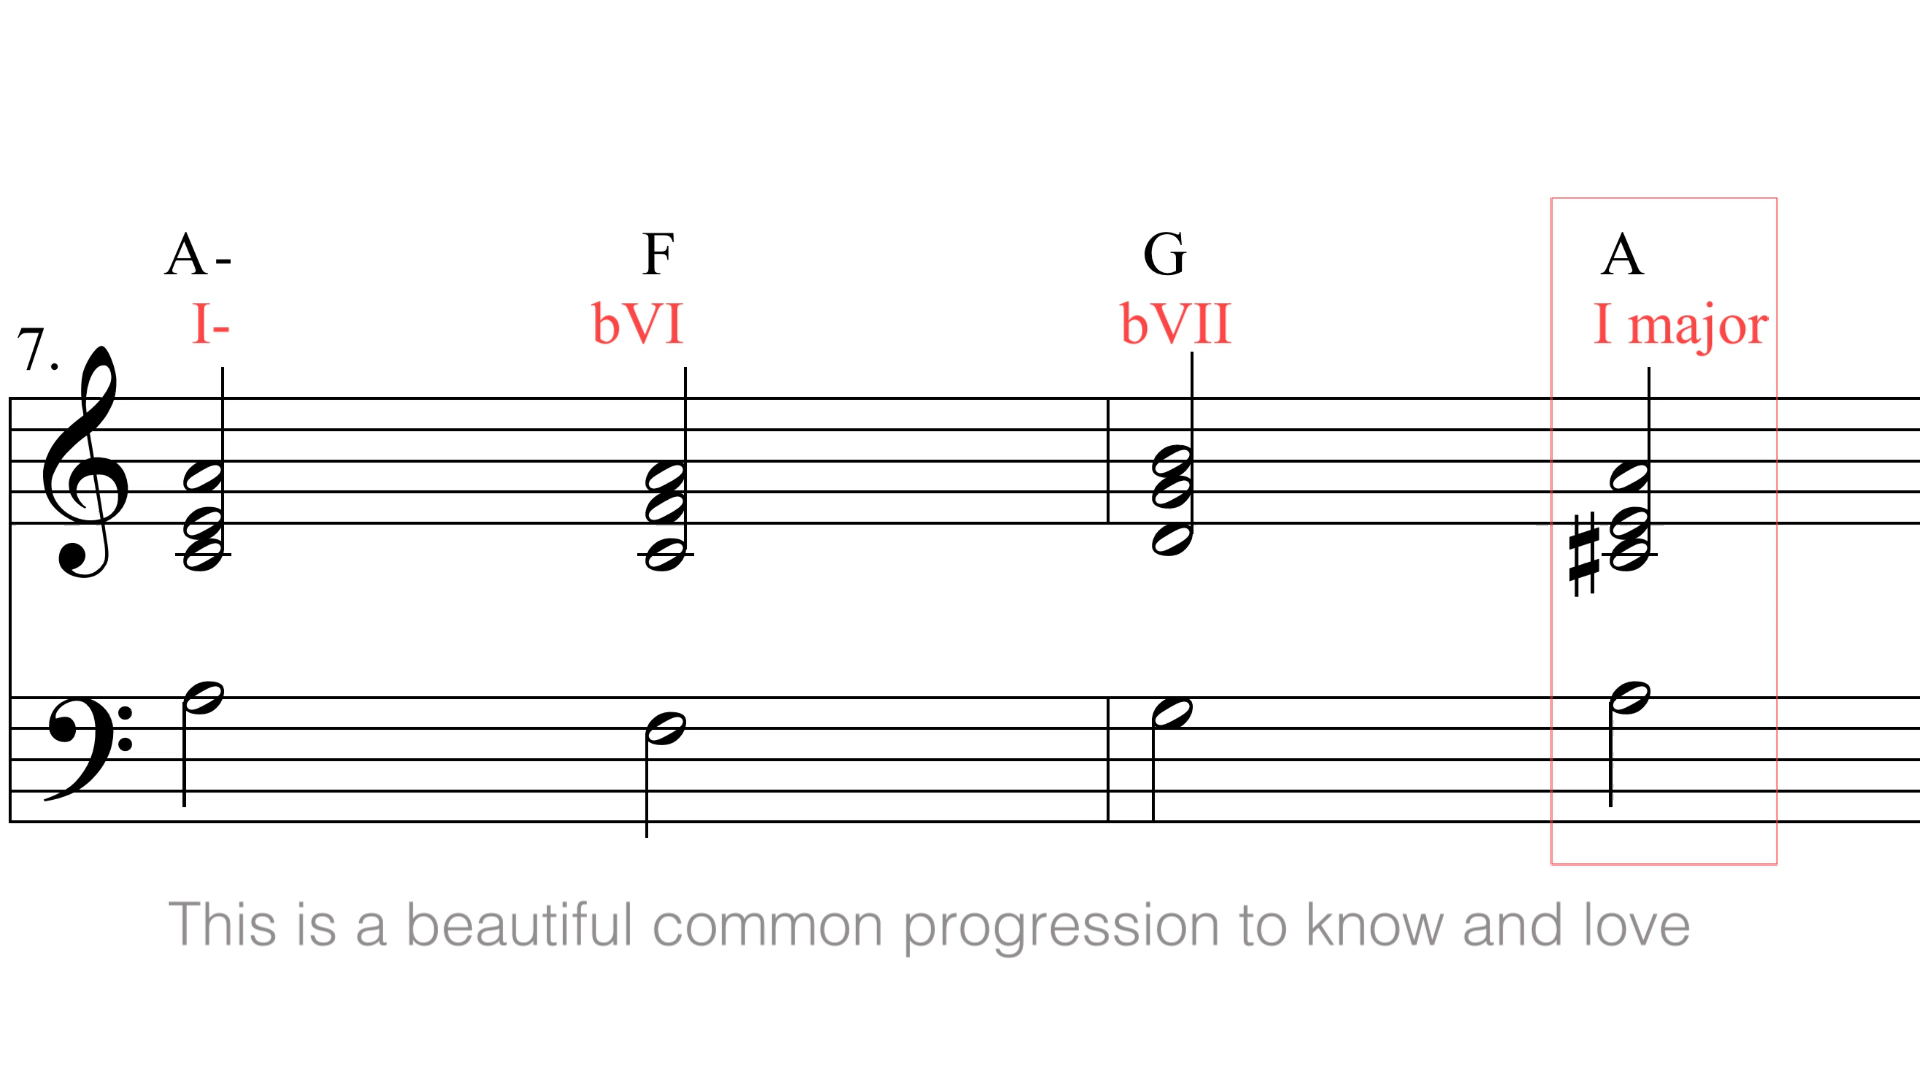 A- F G A
I- bVI bVII I major
7.
This is a beautiful common progression to know and love